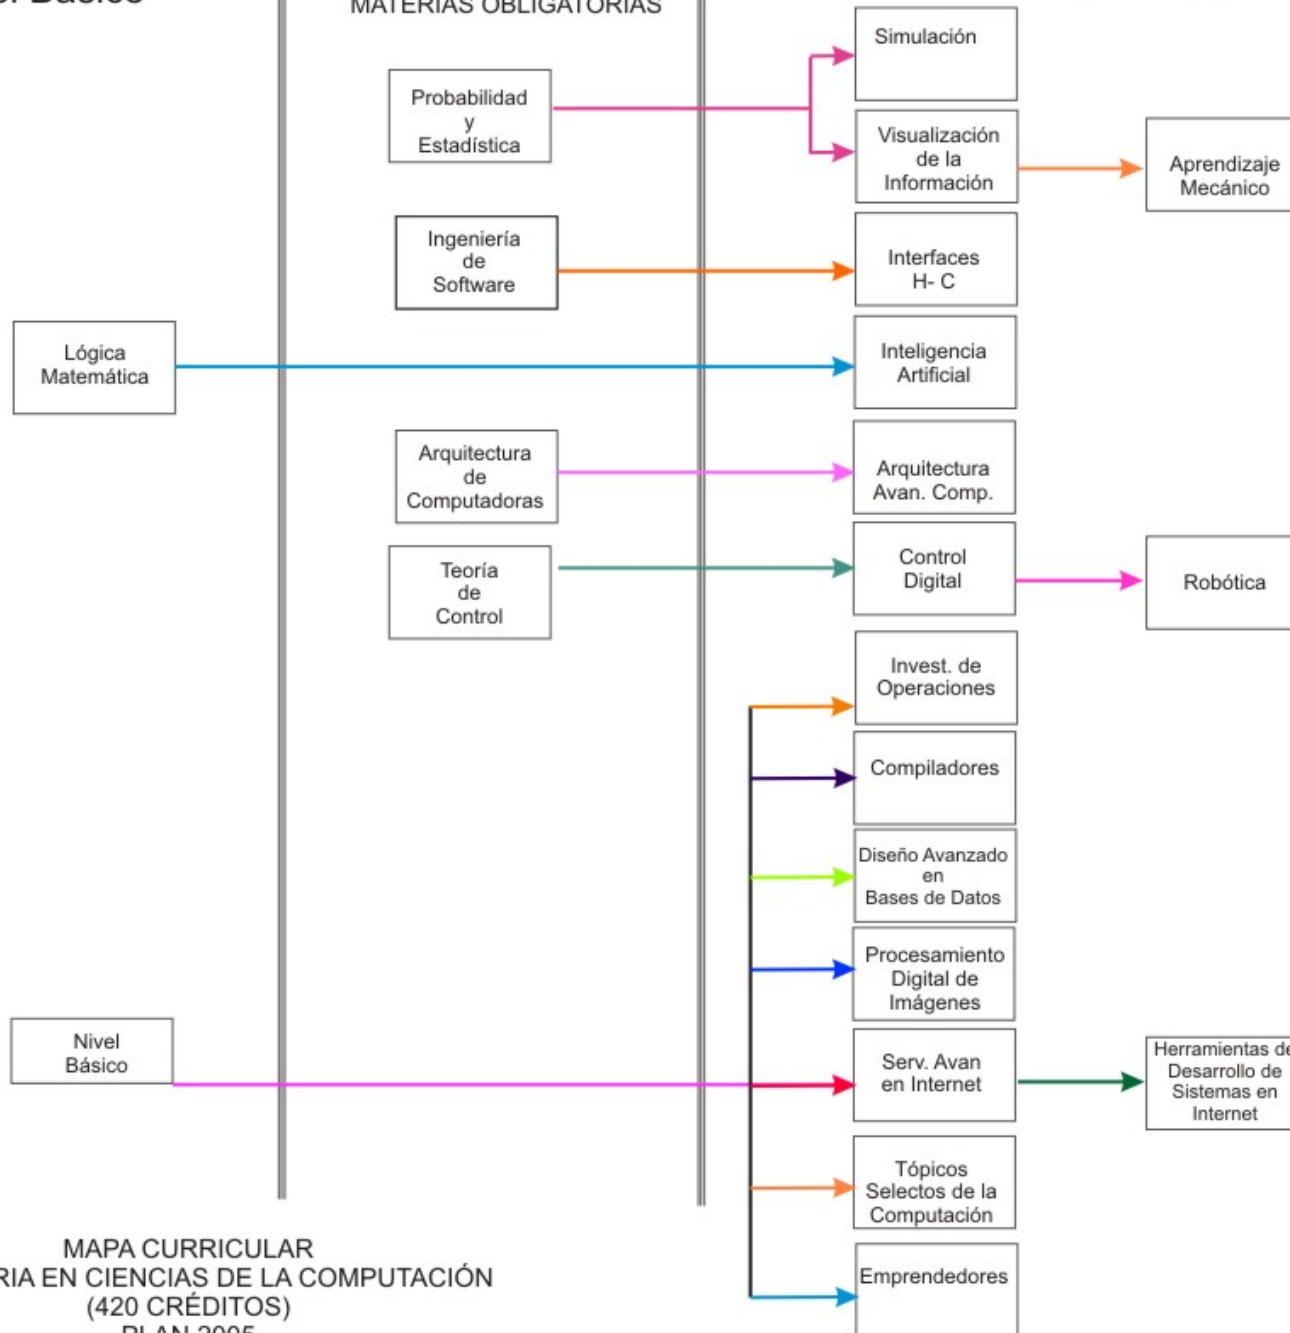 Básico
MATERIAS OBLIGATORIAS
Simulación
Probabilidad
y
Estadística
Visualización
de la
Información
Aprendizaje
Mecánico
Ingeniería
de
Software
Interfaces
H- C
Lógica
Matemática
Inteligencia
Artificial
Arquitectura
de
Computadoras
Arquitectura
Avan. Comp.
Teoría
de
Control
Control
Digital
Robótica
Invest. de
Operaciones
Compiladores
Diseño Avanzado
en
Bases de Datos
Procesamiento
Digital de
Imágenes
Nivel
Básico
Serv. Avan
en Internet
Herramientas de
Desarrollo de
Sistemas en
Internet
Tópicos
Selectos de la
Computación
Emprendedores
MAPA CURRICULAR
RIA EN CIENCIAS DE LA COMPUTACIÓN
(420 CRÉDITOS)
PLAN 2005